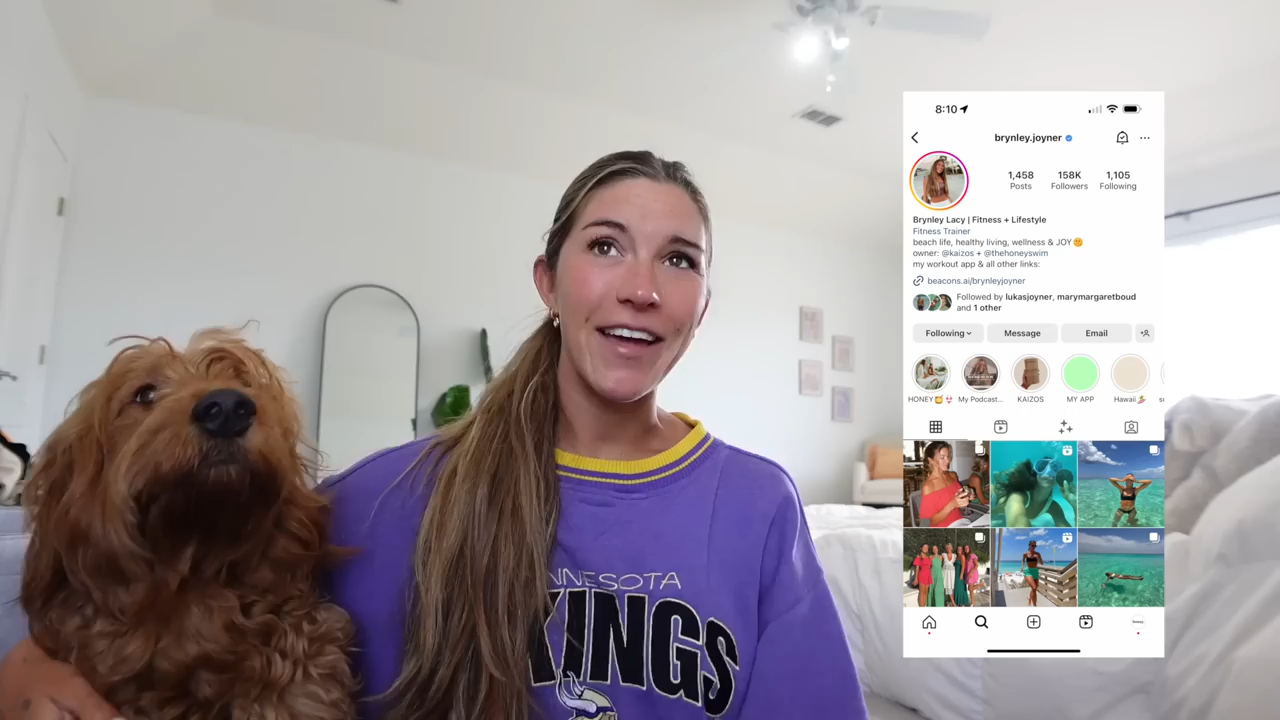 8:10
brynley.joyner
1,458
158K
1,105
Posts
Followers
Following
Brynley Lacy | Fitness + Lifestyle
Fitness Trainer
beach life, healthy living, wellness & JOY
owner: @kaizos + @thehoneyswim
my workout app & all other links:
beacons.ai/brynleyjoyner
Followed by lukasjoyner, marymargaretboud
and 1 other
Following
Message
Email
HONEY
My Podcast...
KAIZOS
MY APP
Hawaii
NNESOTA
KINGS